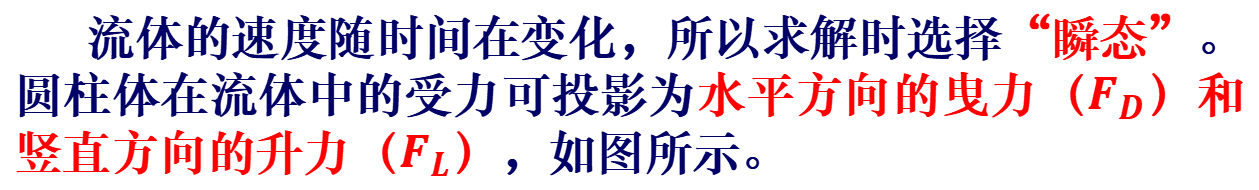 流体的速度随时间在变化，所以求解时选择“瞬态”。
圆柱体在流体中的受力可投影为水平方向的曳力（F_D）和
竖直方向的升力（F_L），如图所示。